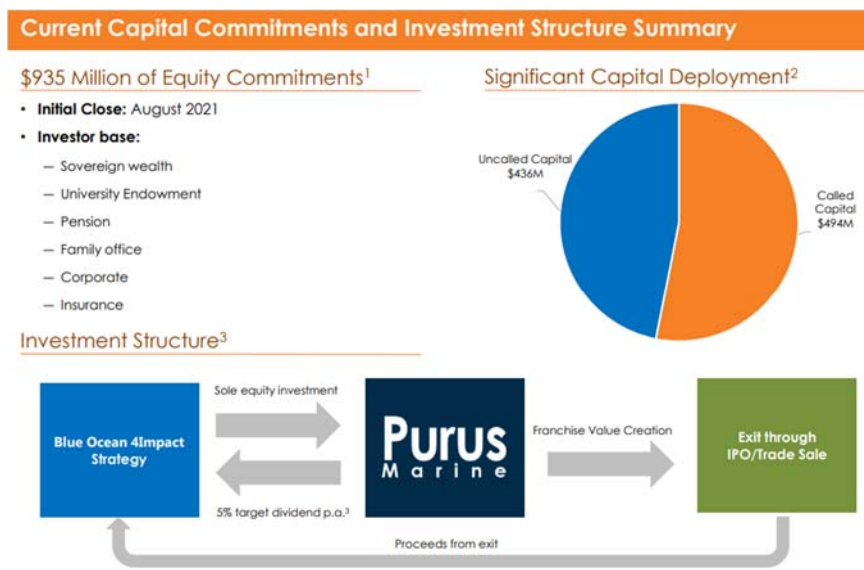 Current Capital Commitments and Investment Structure Summary
$935 Million of Equity Commitments¹
• Initial Close: August 2021
• Investor base:
— Sovereign wealth
— University Endowment
— Pension
— Family office
— Corporate
— Insurance
Significant Capital Deployment²
Uncalled Capital
$436M
Called
Capital
$494M
Investment Structure³
Blue Ocean 4Impact
Strategy
Sole equity investment
5% target dividend p.a.³
Purus
Marine
Franchise Value Creation
Exit through
IPO/Trade Sale
Proceeds from exit